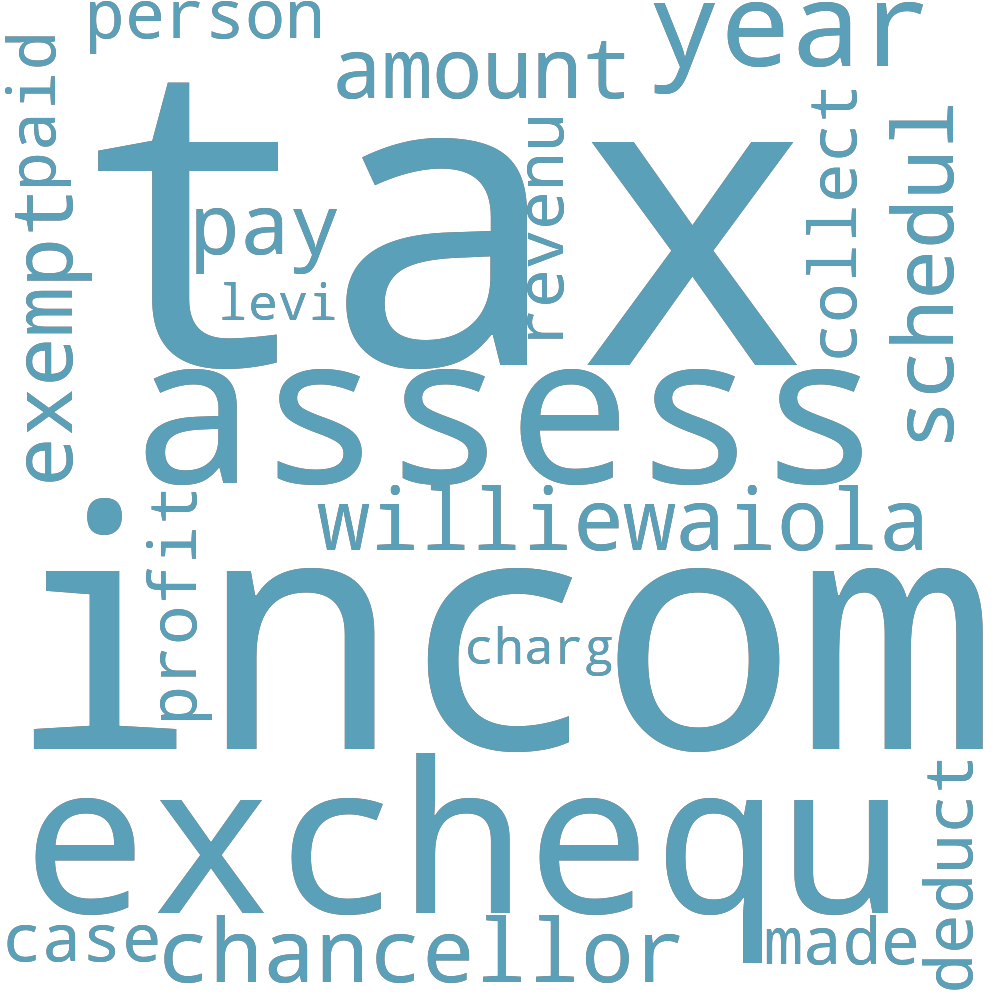 person
year
amount
paid
tax
collect
schedul
revenu
exempt
pay
levi
assess
williewaiola
profit
incom
charg
exchequ
deduct
case
chancellor
made